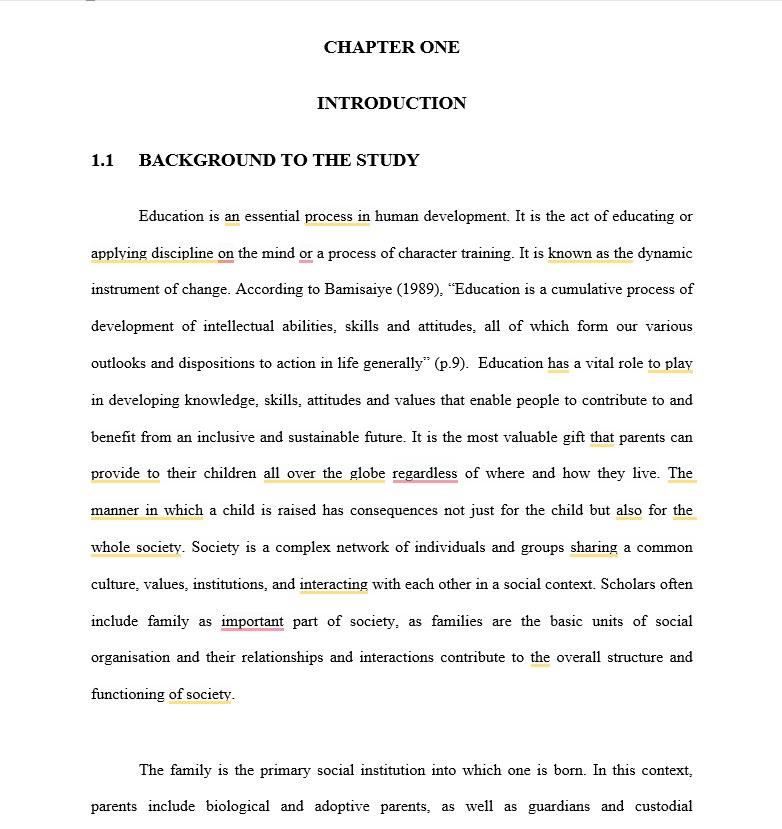 CHAPTER ONE
INTRODUCTION
1.1 BACKGROUND TO THE STUDY
Education is an essential process in human development. It is the act of educating or
applying discipline on the mind or a process of character training. It is known as the dynamic
instrument of change. According to Bamisaiye (1989), “Education is a cumulative process of
development of intellectual abilities, skills and attitudes, all of which form our various
outlooks and dispositions to action in life generally” (p.9). Education has a vital role to play
in developing knowledge, skills, attitudes and values that enable people to contribute to and
benefit from an inclusive and sustainable future. It is the most valuable gift that parents can
provide to their children all over the globe regardless of where and how they live. The
manner in which a child is raised has consequences not just for the child but also for the
whole society. Society is a complex network of individuals and groups sharing a common
culture, values, institutions, and interacting with each other in a social context. Scholars often
include family as important part of society, as families are the basic units of social
organisation and their relationships and interactions contribute to the overall structure and
functioning of society.
The family is the primary social institution into which one is born. In this context,
parents include biological and adoptive parents, as well as guardians and custodial